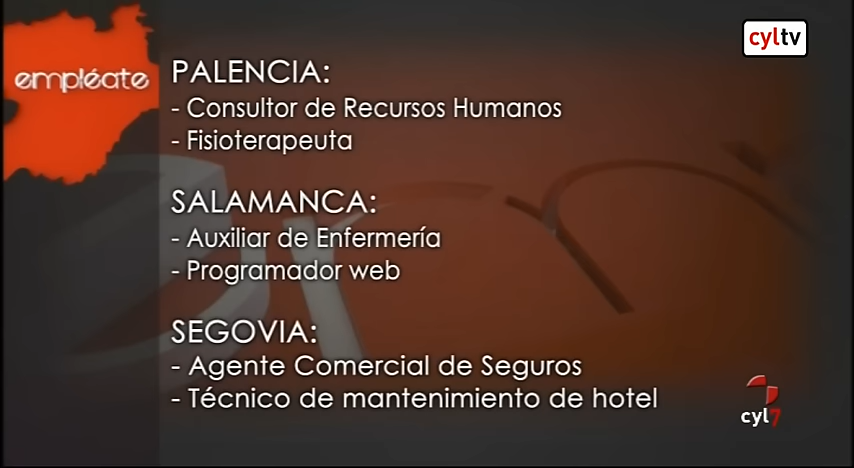 cyltv
empléate
PALENCIA:
- Consultor de Recursos Humanos
- Fisioterapeuta
SALAMANCA:
- Auxiliar de Enfermería
- Programador web
SEGOVIA:
- Agente Comercial de Seguros
- Técnico de mantenimiento de hotel
cyl7